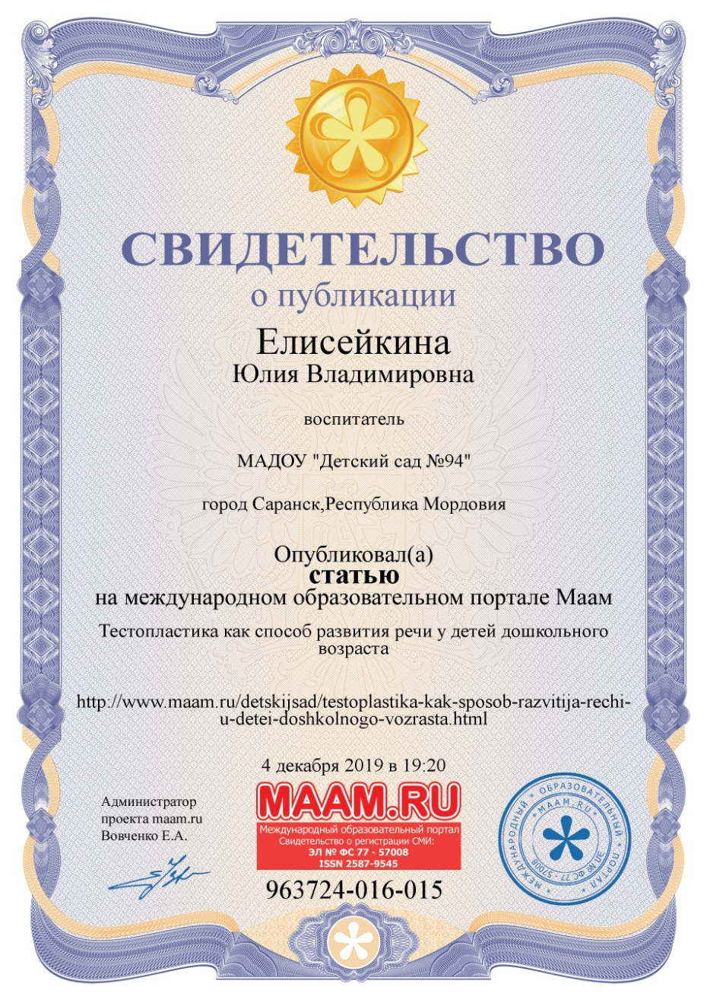 СВИДЕТЕЛЬСТВО
о публикации
Елисейкина
Юлия Владимировна
воспитатель
МАДОУ "Детский сад №94"
город Саранск,Республика Мордовия
Опубликовал(а)
статью
на международном образовательном портале Маам
Тестопластика как способ развития речи у детей дошкольного
возраста
http://www.maam.ru/detskijsad/testoplastika-kak-sposob-razvitija-rechi-
u-detei-doshkolnogo-vozrasta.html
4 декабря 2019 в 19:20
Администратор
проекта maam.ru
Вовченко Е.А.
MAAM.RU
Международный образовательный портал
Свидетельство о регистрации СМИ:
ЭЛ № ФС 77 - 57008
ISSN 2587-9545
963724-016-015
* МЕЖДУНАРОДНЫЙ * ОБРАЗОВАТЕЛЬНЫЙ * ПОРТАЛ
* MAAM.RU * ЭЛ № ФС 77 - 57008